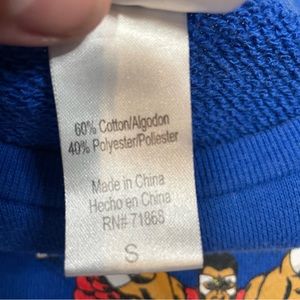 60% Cotton/Algodon
40% Polyester/Poliester
Made in China
Hecho en China
RN# 71868
S